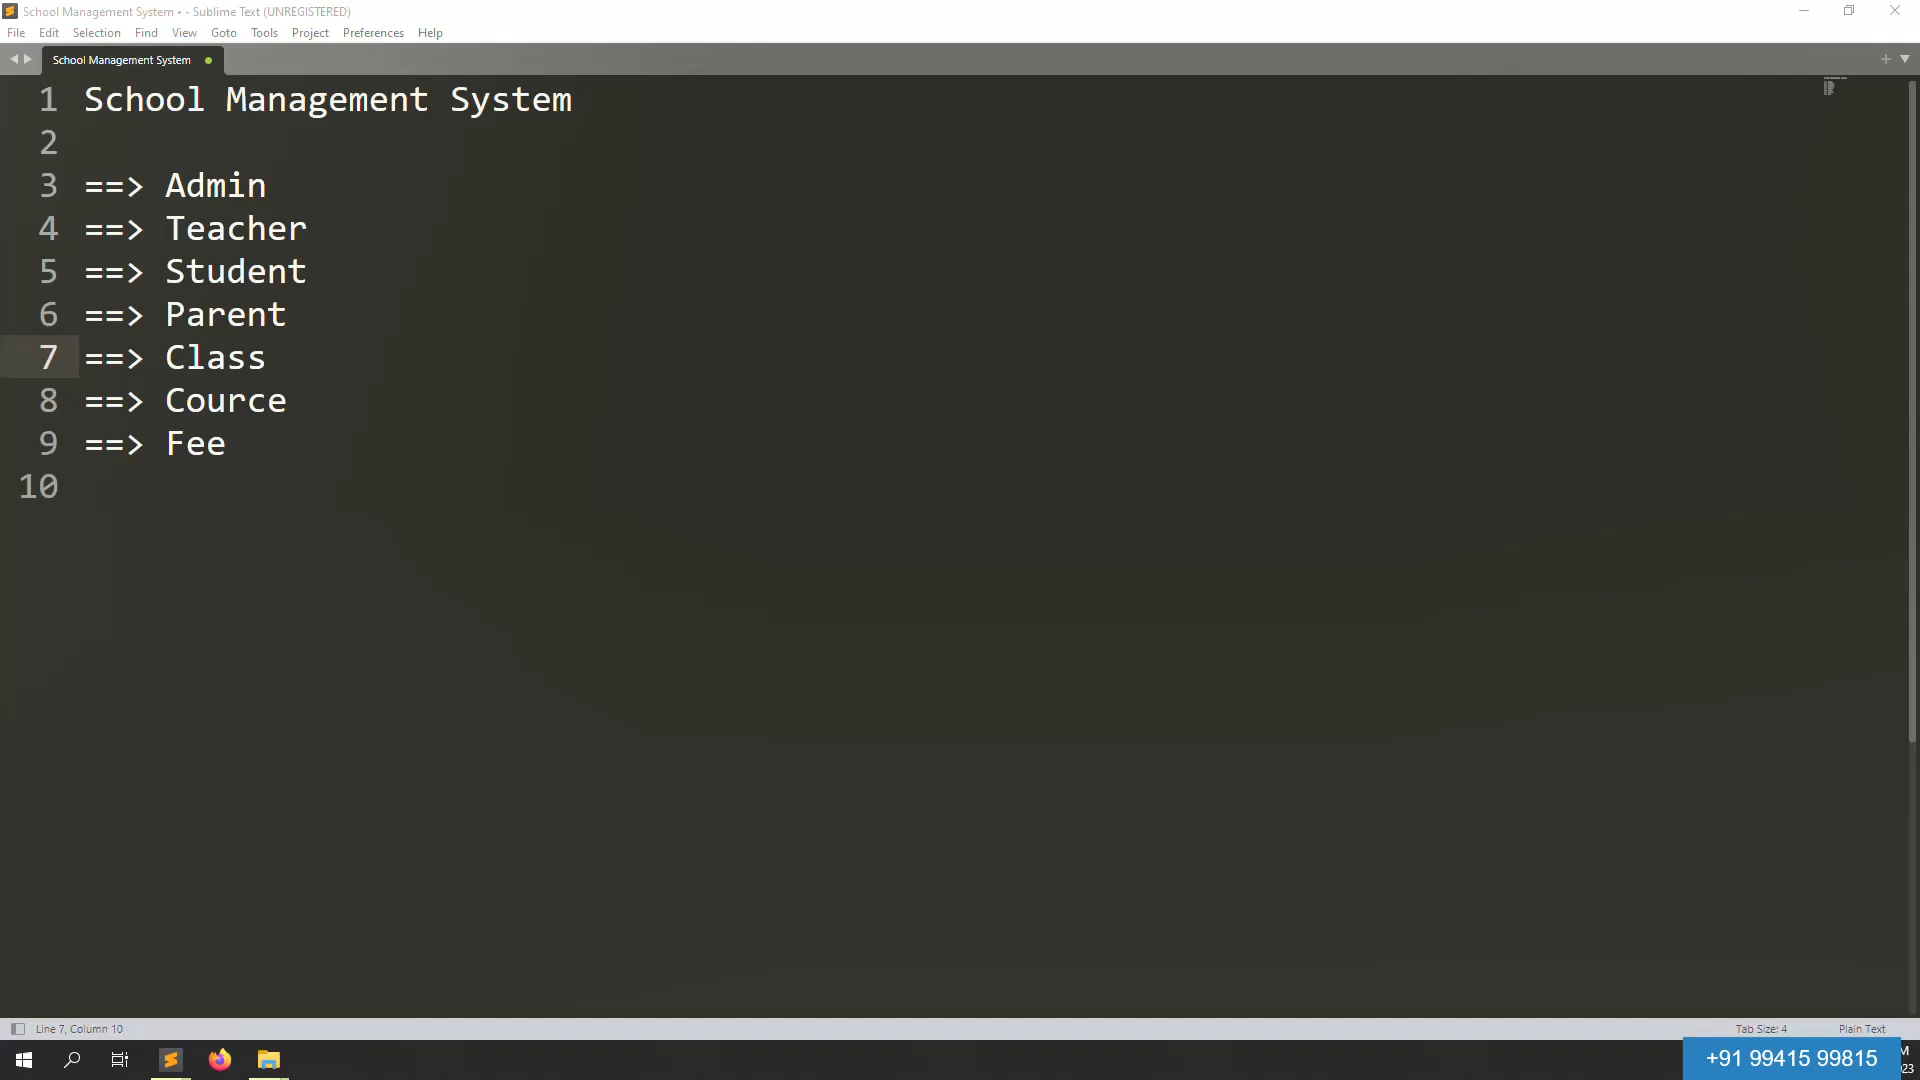 School Management System • - Sublime Text (UNREGISTERED)
File Edit Selection Find View Goto Tools Project Preferences Help
School Management System
1 School Management System
2
3 ==> Admin
4 ==> Teacher
5 ==> Student
6 ==> Parent
7 ==> Class
8 ==> Cource
9 ==> Fee
10
Line 7, Column 10 Tab Size: 4 Plain Text
+91 99415 99815